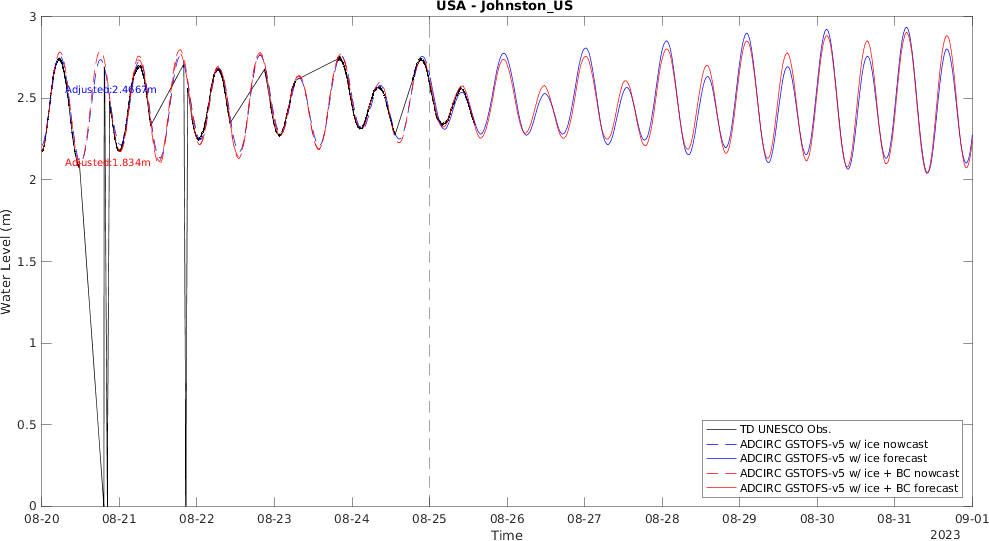 USA - Johnston_US
3
2.5
2
1.5
1
0.5
0
Water Level (m)
Adjusted:2.4667m
Adjusted:1.834m
TD UNESCO Obs.
ADCIRC GSTOFS-v5 w/ ice nowcast
ADCIRC GSTOFS-v5 w/ ice forecast
ADCIRC GSTOFS-v5 w/ ice + BC nowcast
ADCIRC GSTOFS-v5 w/ ice + BC forecast
08-20 08-21 08-22 08-23 08-24 08-25 08-26 08-27 08-28 08-29 08-30 08-31 09-01
Time
2023